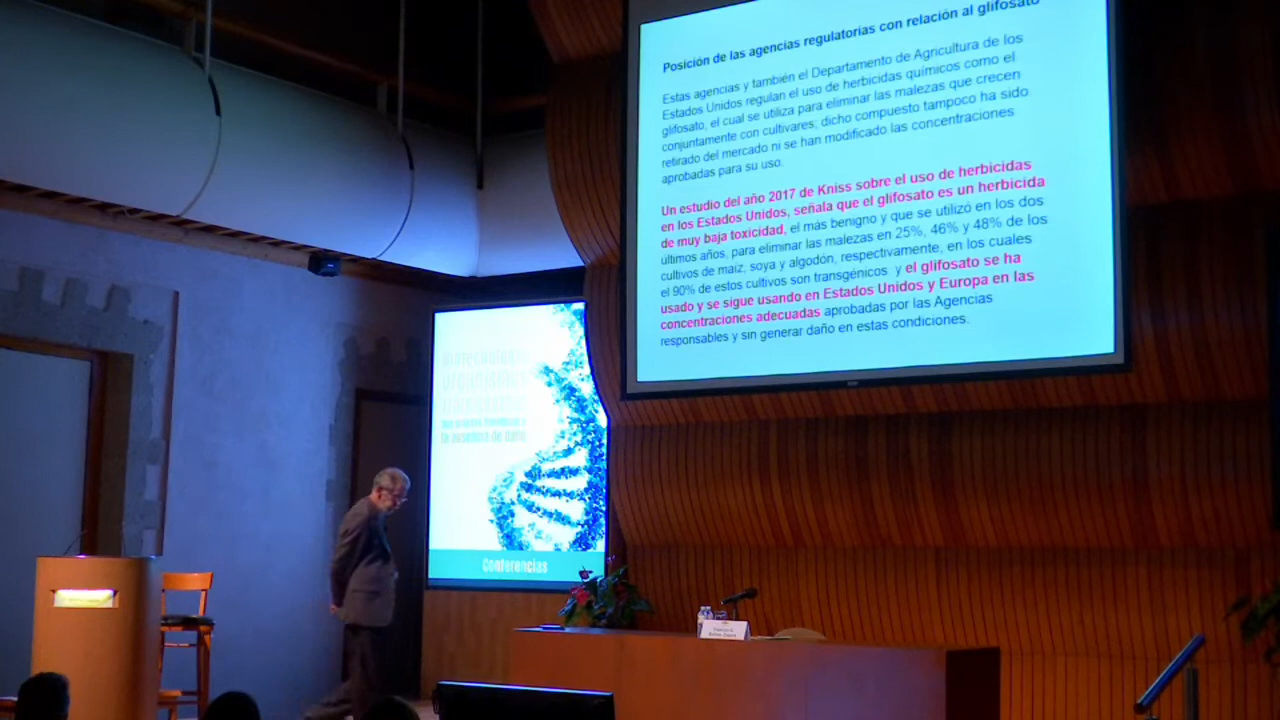 Posición de las agencias regulatorias con relación al glifosato
Estas agencias y también el Departamento de Agricultura de los
Estados Unidos regulan el uso de herbicidas químicos como el
glifosato, el cual se utiliza para eliminar las malezas que crecen
conjuntamente con cultivares; dicho compuesto tampoco ha sido
retirado del mercado ni se han modificado las concentraciones
aprobadas para su uso.
Un estudio del año 2017 de Kniss sobre el uso de herbicidas
en los Estados Unidos, señala que el glifosato es un herbicida
de muy baja toxicidad, el más benigno y que se utilizó en los dos
últimos años, para eliminar las malezas en 25%, 46% y 48% de los
cultivos de maíz, soya y algodón, respectivamente, en los cuales
el 90% de estos cultivos son transgénicos y el glifosato se ha
usado y se sigue usando en Estados Unidos y Europa en las
concentraciones adecuadas aprobadas por las Agencias
responsables y sin generar daño en estas condiciones.
organismos
la ausencia de daño
Conferencias